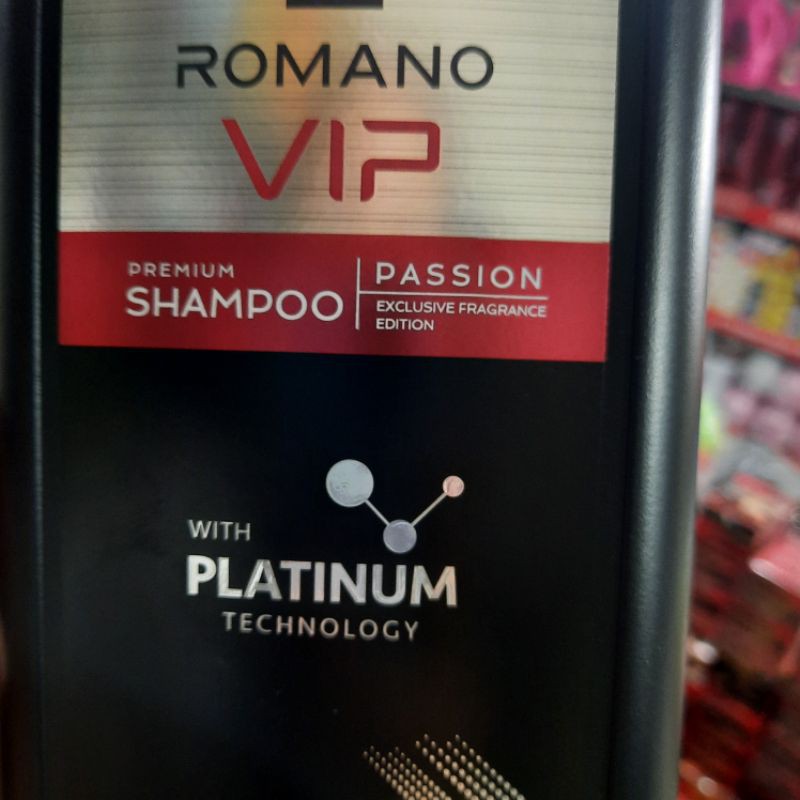 ROMANO
VIP
PREMIUM
SHAMPOO
PASSION
EXCLUSIVE FRAGRANCE
EDITION
WITH
PLATINUM
TECHNOLOGY